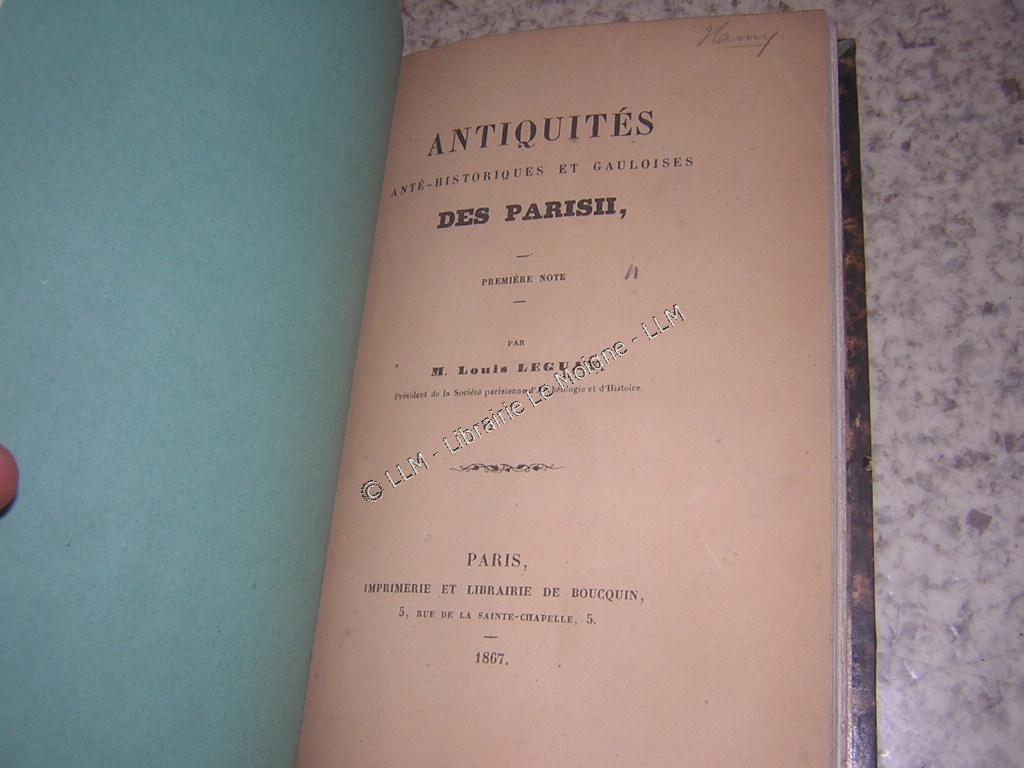 Hamy
ANTIQUITÉS
ANTÉ-HISTORIQUES ET GAULOISES
DES PARISII,
PREMIÈRE NOTE
PAR
M. Louis LEGUAY
Président de la Société parisienne d'Archéologie et d'Histoire.
© LLM - Librairie Le Moigne - LLM
PARIS,
IMPRIMERIE ET LIBRAIRIE DE BOUCQUIN,
5, RUE DE LA SAINTE-CHAPELLE, 5.
1867.